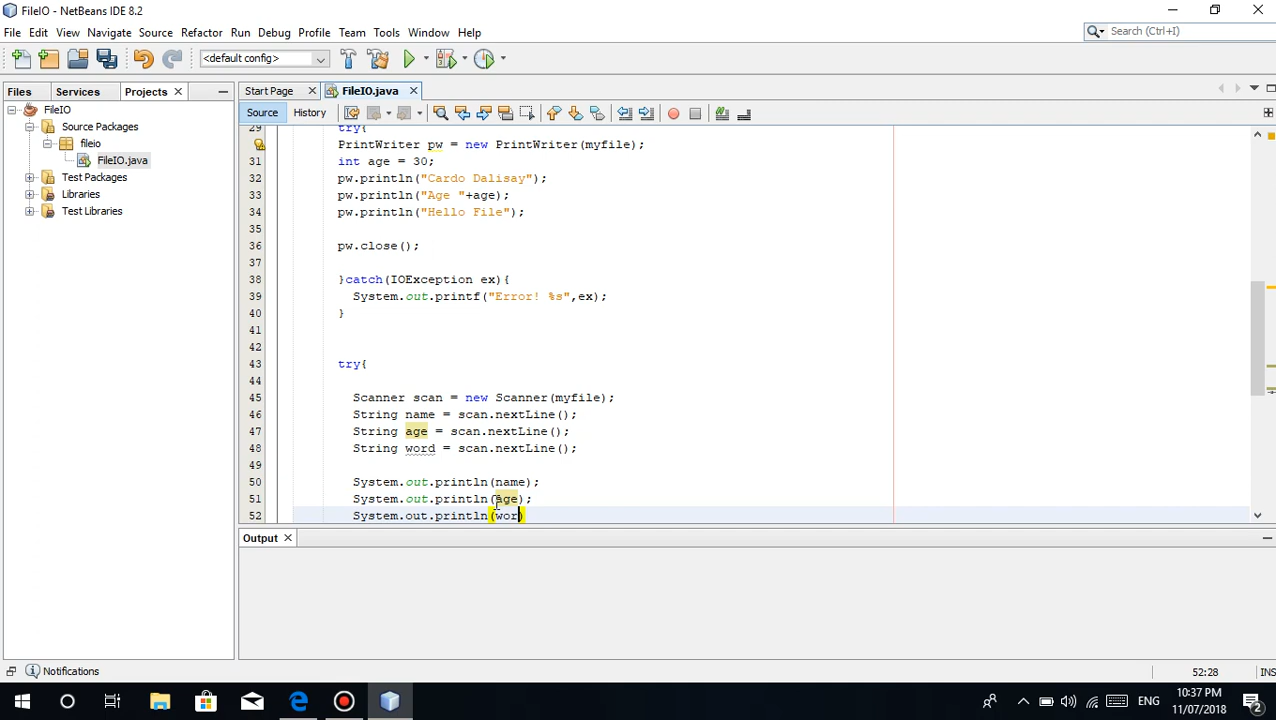 FileIO - NetBeans IDE 8.2
File Edit View Navigate Source Refactor Run Debug Profile Team Tools Window Help
Search (Ctrl+I)
<default config>
Files Services Projects
Start Page FileIO.java
FileIO
Source Packages
fileio
FileIO.java
Test Packages
Libraries
Test Libraries
Source History
29 try{
PrintWriter pw = new PrintWriter(myfile);
31 int age = 30;
32 pw.println("Cardo Dalisay");
33 pw.println("Age "+age);
34 pw.println("Hello File");
35
36 pw.close();
37
38 }catch(IOException ex){
39 System.out.printf("Error! %s",ex);
40 }
41
42
43 try{
44
45 Scanner scan = new Scanner(myfile);
46 String name = scan.nextLine();
47 String age = scan.nextLine();
48 String word = scan.nextLine();
49
50 System.out.println(name);
51 System.out.println(age);
52 System.out.println(wor)
Output
Notifications
52:28
INS
ENG
10:37 PM
11/07/2018
2